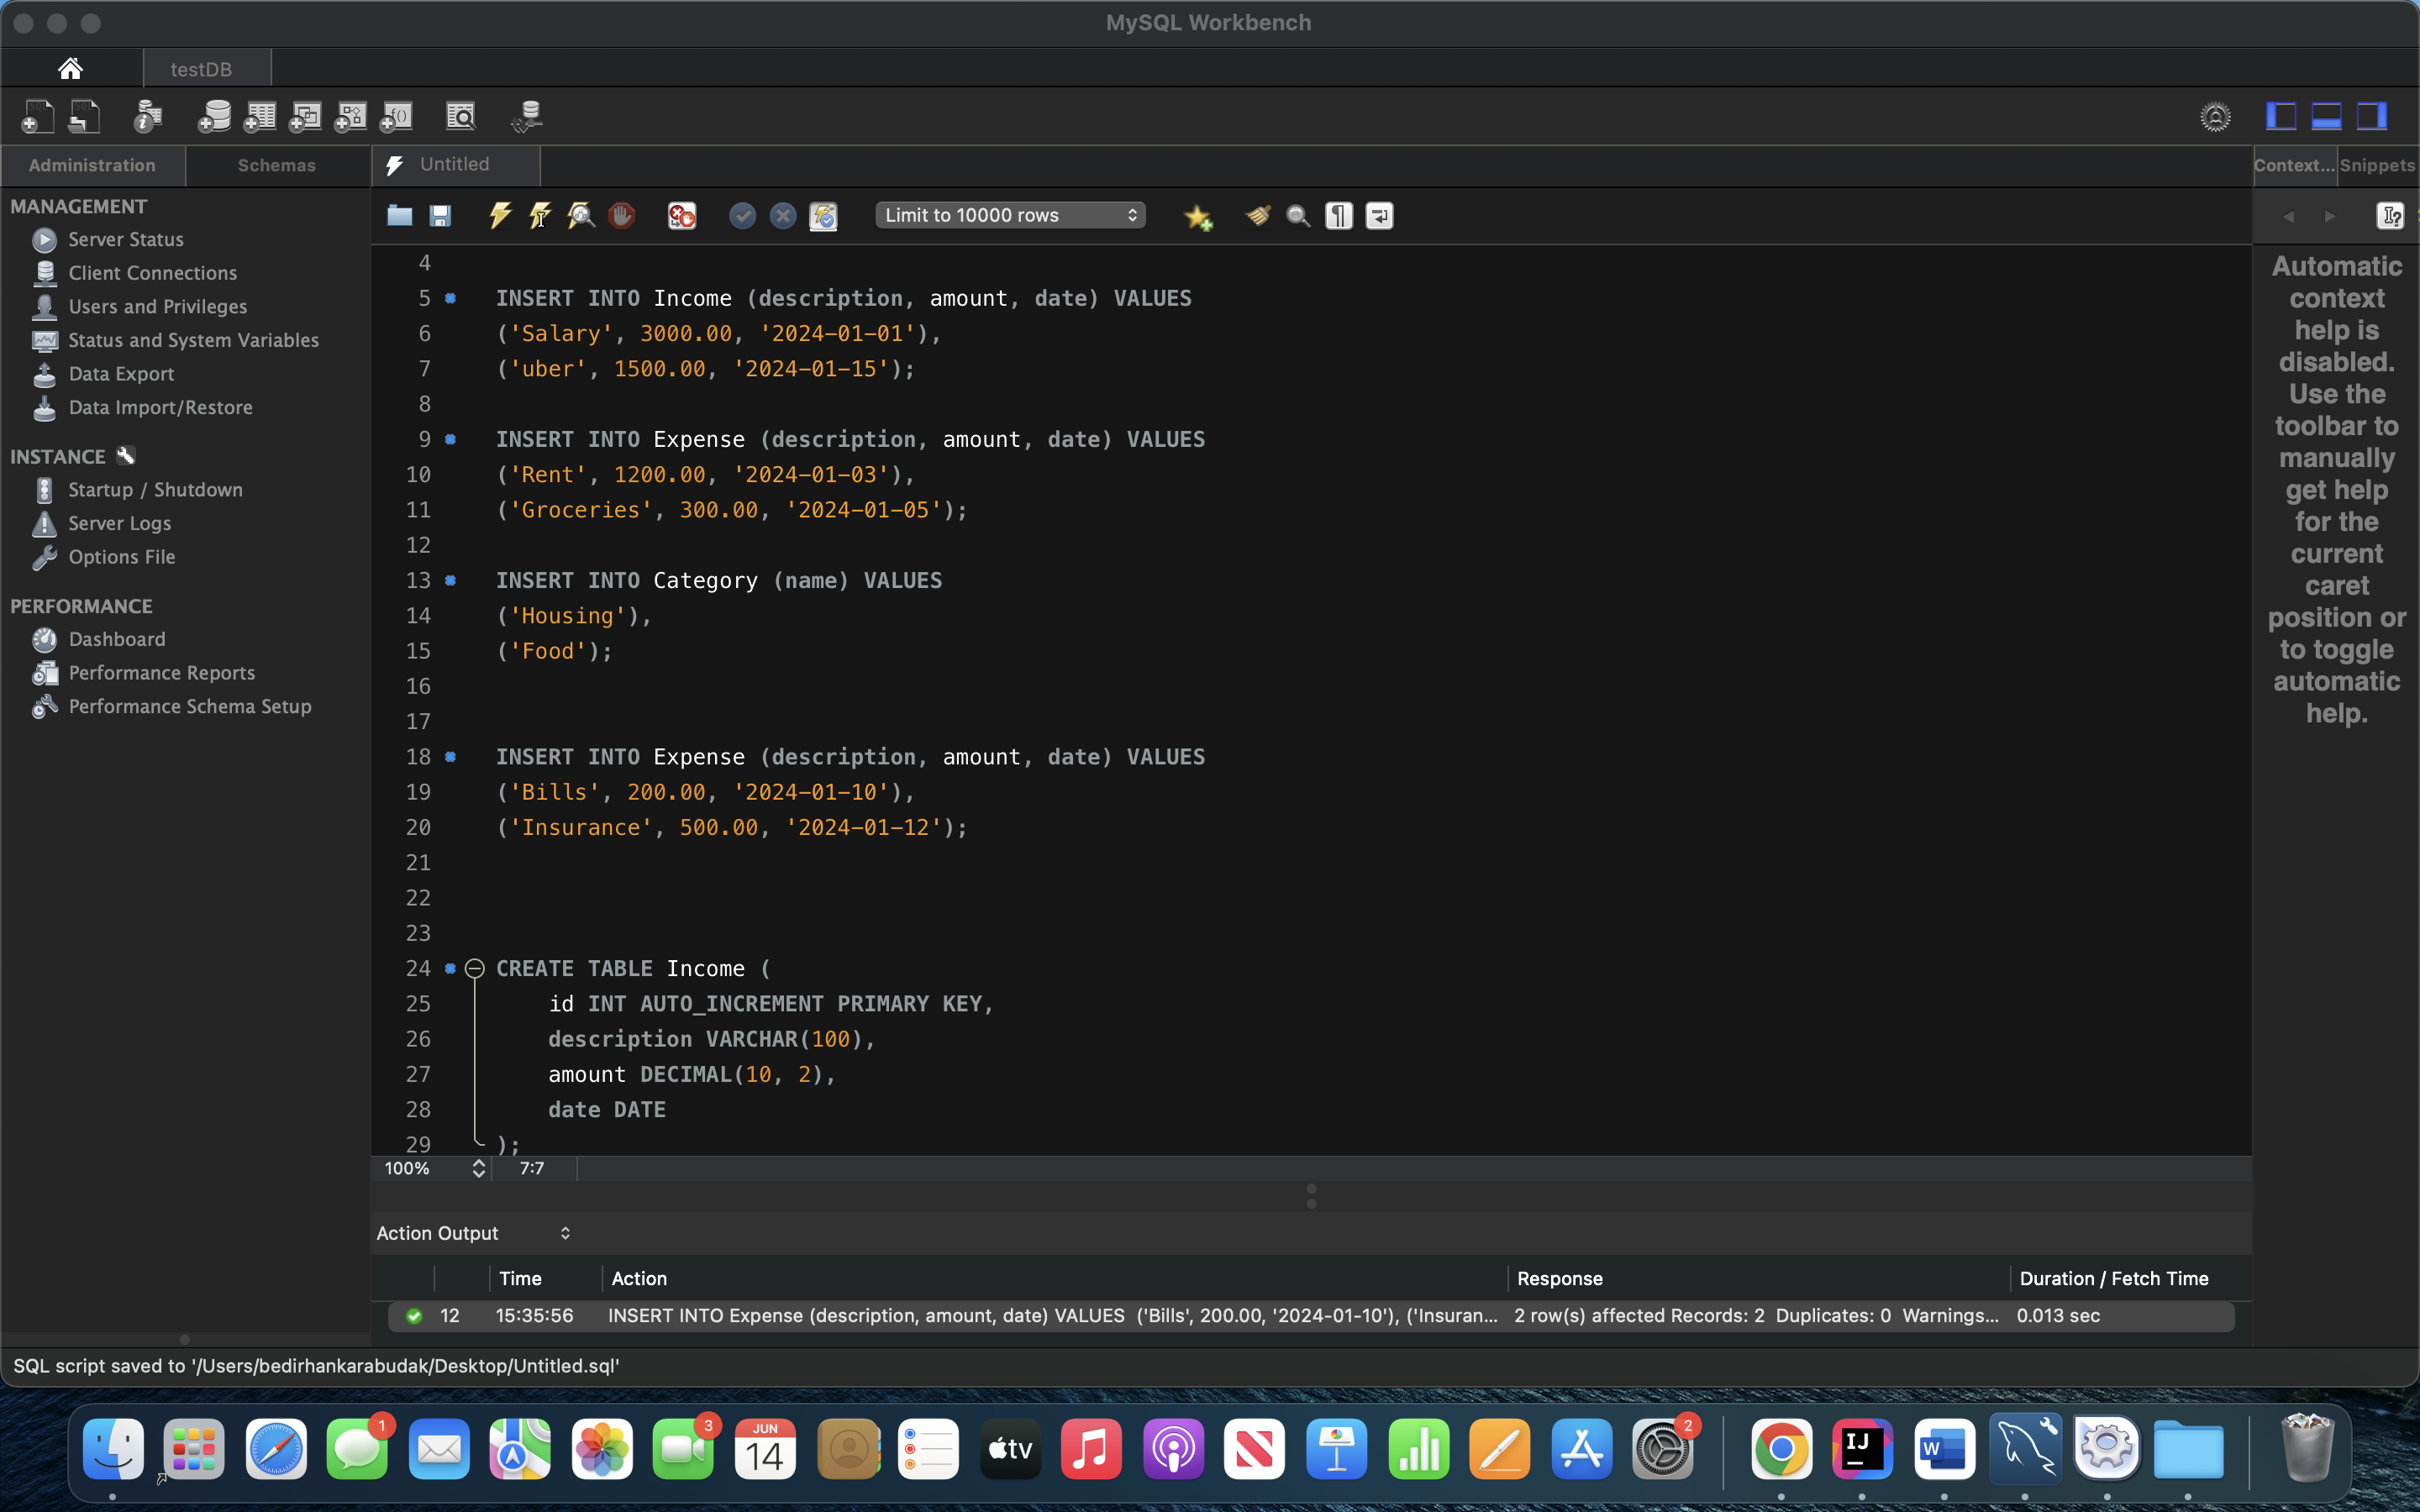 MySQL Workbench
testDB
Administration
Schemas
Untitled
Context...
Snippets
Limit to 10000 rows
MANAGEMENT
Server Status
Client Connections
Users and Privileges
Status and System Variables
Data Export
Data Import/Restore
INSTANCE
Startup / Shutdown
Server Logs
Options File
PERFORMANCE
Dashboard
Performance Reports
Performance Schema Setup
4
5 INSERT INTO Income (description, amount, date) VALUES
6 ('Salary', 3000.00, '2024-01-01'),
7 ('uber', 1500.00, '2024-01-15');
8
9 INSERT INTO Expense (description, amount, date) VALUES
10 ('Rent', 1200.00, '2024-01-03'),
11 ('Groceries', 300.00, '2024-01-05');
12
13 INSERT INTO Category (name) VALUES
14 ('Housing'),
15 ('Food');
16
17
18 INSERT INTO Expense (description, amount, date) VALUES
19 ('Bills', 200.00, '2024-01-10'),
20 ('Insurance', 500.00, '2024-01-12');
21
22
23
24 CREATE TABLE Income (
25 id INT AUTO_INCREMENT PRIMARY KEY,
26 description VARCHAR(100),
27 amount DECIMAL(10, 2),
28 date DATE
29 );
100% 7:7
Automatic
context
help is
disabled.
Use the
toolbar to
manually
get help
for the
current
caret
position or
to toggle
automatic
help.
Action Output
Time Action Response Duration / Fetch Time
12 15:35:56 INSERT INTO Expense (description, amount, date) VALUES ('Bills', 200.00, '2024-01-10'), ('Insuran... 2 row(s) affected Records: 2 Duplicates: 0 Warnings... 0.013 sec
SQL script saved to '/Users/bedirhankarabudak/Desktop/Untitled.sql'
1
3
JUN
14
tv
2
IJ
W